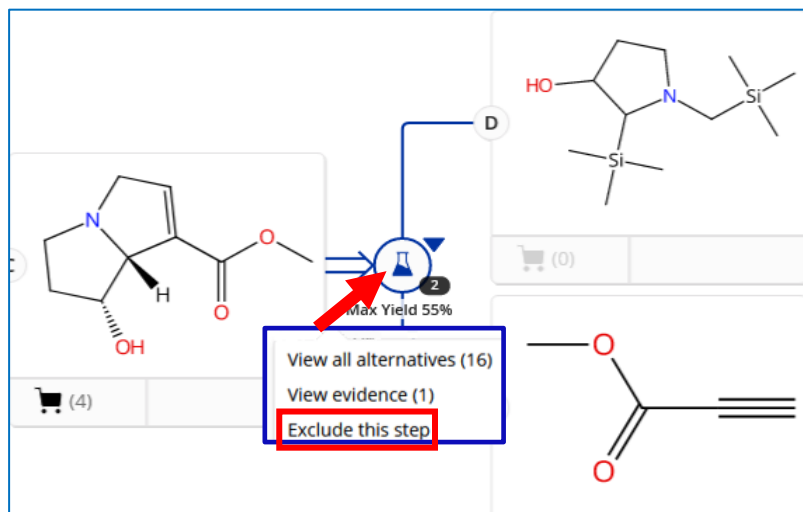 HO
N
Si
Si
D
(0)
N
O
O
H
OH
(4)
2
Max Yield 55%
View all alternatives (16)
View evidence (1)
Exclude this step
O
O